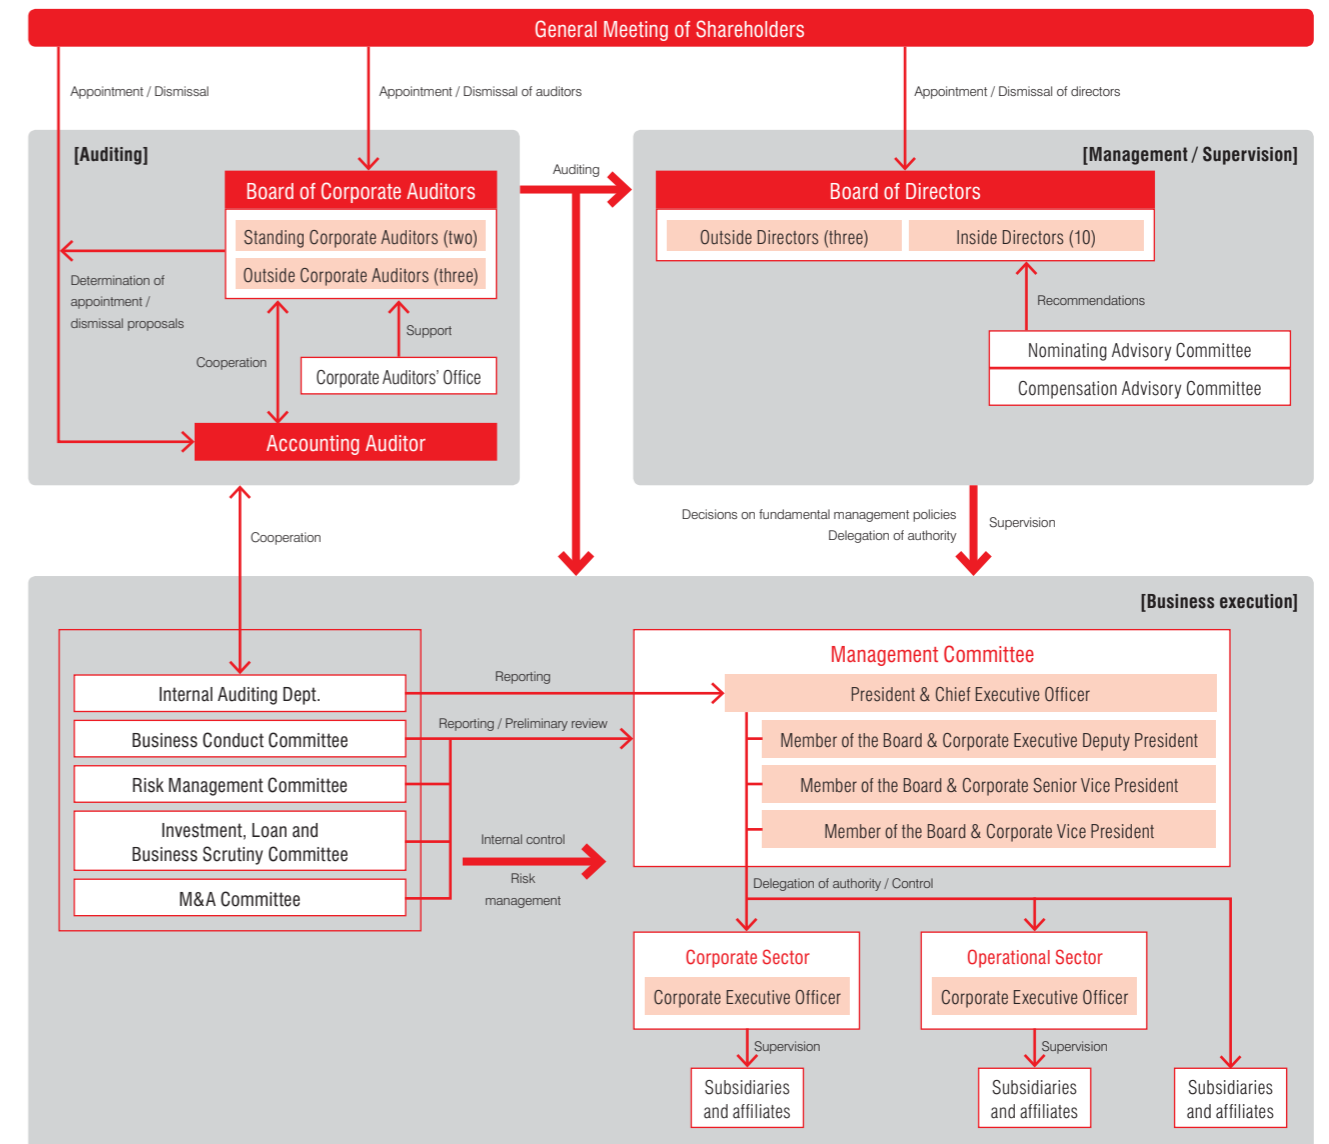 General Meeting of Shareholders
Appointment / Dismissal
Appointment / Dismissal of auditors
Appointment / Dismissal of directors
[Auditing]
Board of Corporate Auditors
Standing Corporate Auditors (two)
Outside Corporate Auditors (three)
Determination of
appointment /
dismissal proposals
Cooperation
Support
Corporate Auditors’ Office
Accounting Auditor
Auditing
[Management / Supervision]
Board of Directors
Outside Directors (three)
Inside Directors (10)
Recommendations
Nominating Advisory Committee
Compensation Advisory Committee
Cooperation
Decisions on fundamental management policies
Delegation of authority
Supervision
[Business execution]
Internal Auditing Dept.
Business Conduct Committee
Risk Management Committee
Investment, Loan and
Business Scrutiny Committee
M&A Committee
Reporting
Reporting / Preliminary review
Internal control
Risk
management
Management Committee
President & Chief Executive Officer
Member of the Board & Corporate Executive Deputy President
Member of the Board & Corporate Senior Vice President
Member of the Board & Corporate Vice President
Delegation of authority / Control
Corporate Sector
Corporate Executive Officer
Operational Sector
Corporate Executive Officer
Supervision
Supervision
Subsidiaries
and affiliates
Subsidiaries
and affiliates
Subsidiaries
and affiliates